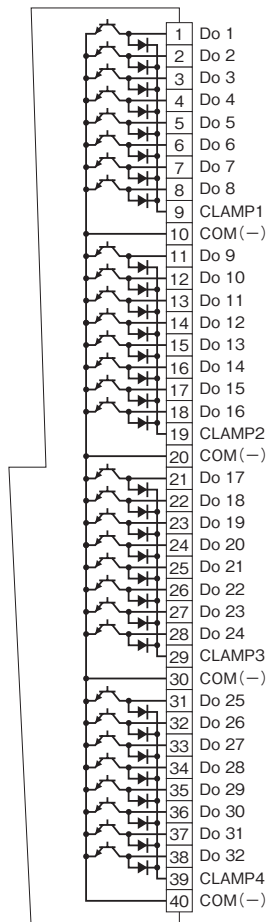 1 Do 1
2 Do 2
3 Do 3
4 Do 4
5 Do 5
6 Do 6
7 Do 7
8 Do 8
9 CLAMP1
10 COM(−)
11 Do 9
12 Do 10
13 Do 11
14 Do 12
15 Do 13
16 Do 14
17 Do 15
18 Do 16
19 CLAMP2
20 COM(−)
21 Do 17
22 Do 18
23 Do 19
24 Do 20
25 Do 21
26 Do 22
27 Do 23
28 Do 24
29 CLAMP3
30 COM(−)
31 Do 25
32 Do 26
33 Do 27
34 Do 28
35 Do 29
36 Do 30
37 Do 31
38 Do 32
39 CLAMP4
40 COM(−)